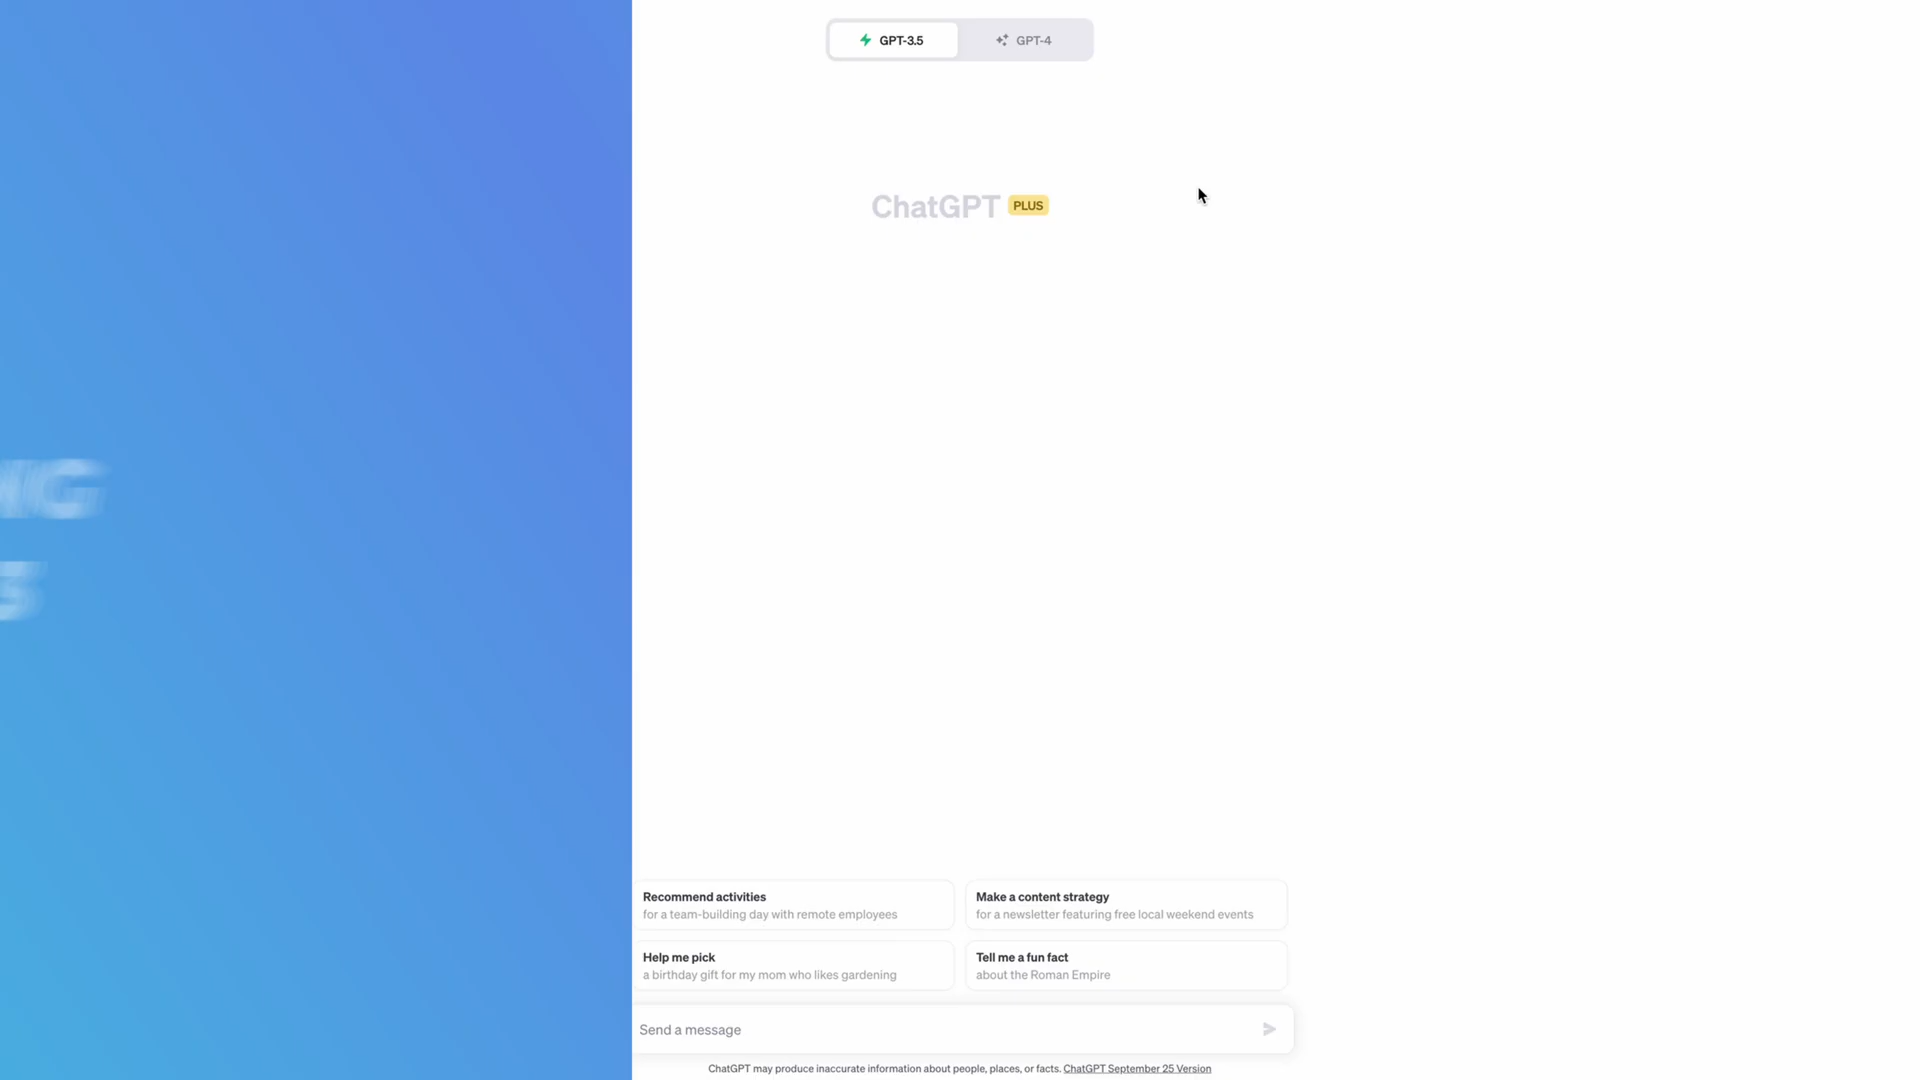 GPT-3.5
GPT-4
ChatGPT PLUS
Recommend activities
for a team-building day with remote employees
Make a content strategy
for a newsletter featuring free local weekend events
Help me pick
a birthday gift for my mom who likes gardening
Tell me a fun fact
about the Roman Empire
Send a message
ChatGPT may produce inaccurate information about people, places, or facts. ChatGPT September 25 Version